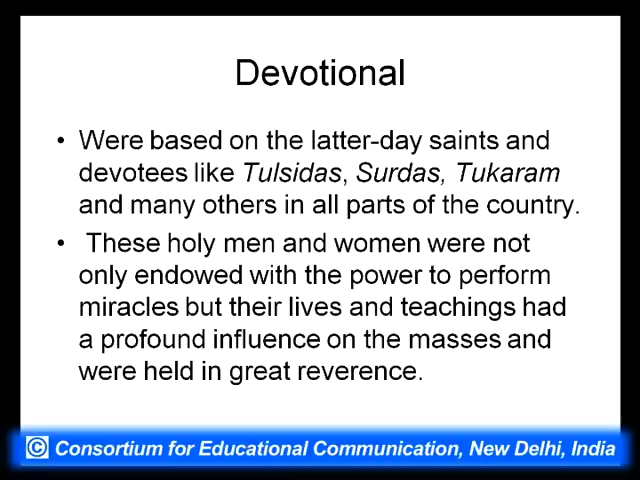 Devotional
• Were based on the latter-day saints and
devotees like Tulsidas, Surdas, Tukaram
and many others in all parts of the country.
• These holy men and women were not
only endowed with the power to perform
miracles but their lives and teachings had
a profound influence on the masses and
were held in great reverence.
© Consortium for Educational Communication, New Delhi, India